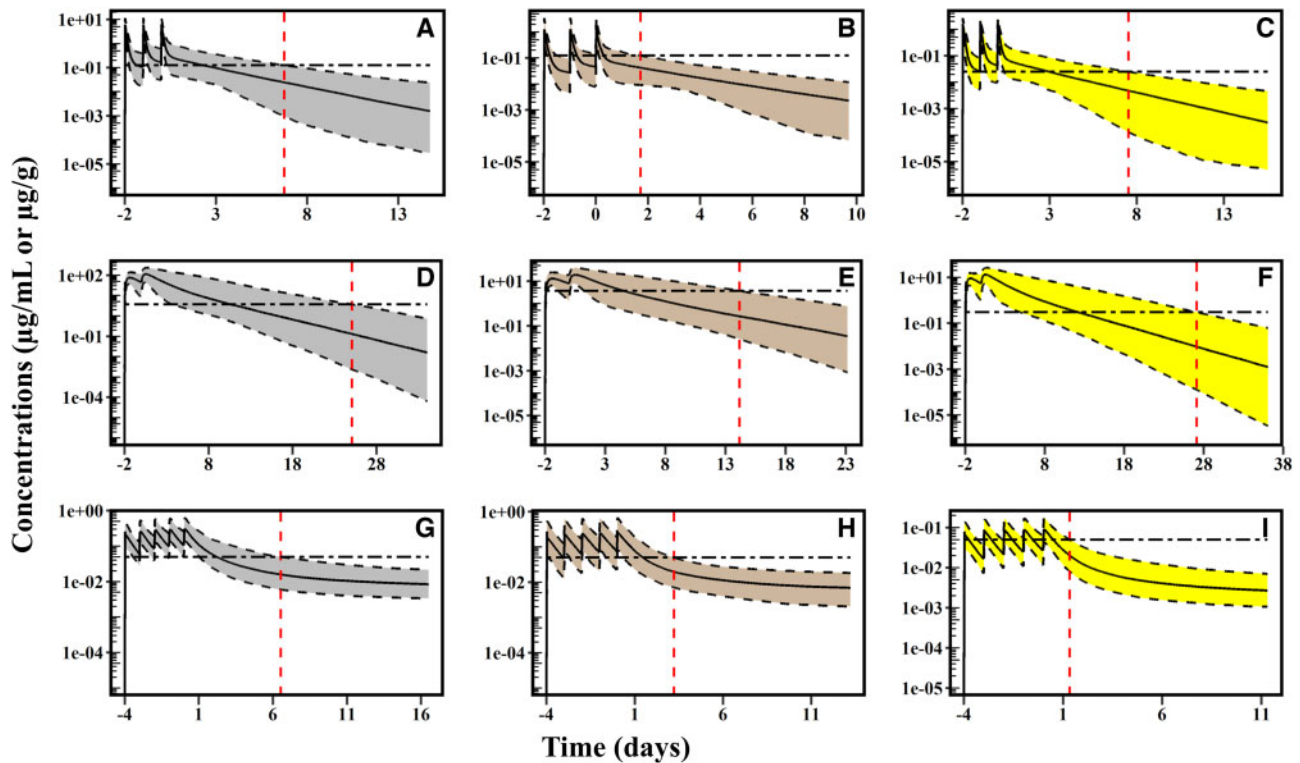 Concentrations (µg/mL or µg/g)
A
1e+01
1e-01
1e-03
1e-05
-2 3 8 13
B
1e-01
1e-03
1e-05
-2 0 2 4 6 8 10
C
1e+00
1e-02
1e-04
1e-06
-2 3 8 13
D
1e+02
1e-01
1e-04
-2 8 18 28
E
1e+01
1e-01
1e-03
1e-05
-2 3 8 13 18 23
F
1e+01
1e-01
1e-03
1e-05
-2 8 18 28 38
G
1e+00
1e-02
1e-04
-4 1 6 11 16
H
1e+00
1e-02
1e-04
-4 1 6 11
I
1e-01
1e-02
1e-03
1e-04
1e-05
-4 1 6 11
Time (days)